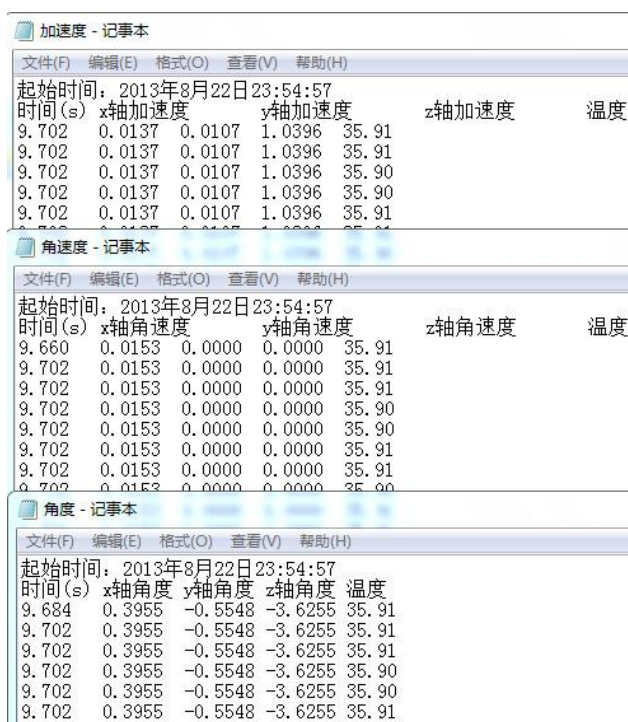 加速度 - 记事本
文件(F) 编辑(E) 格式(O) 查看(V) 帮助(H)
起始时间：2013年8月22日23:54:57
时间(s) x轴加速度 y轴加速度 z轴加速度 温度
9.702 0.0137 0.0107 1.0396 35.91
9.702 0.0137 0.0107 1.0396 35.91
9.702 0.0137 0.0107 1.0396 35.90
9.702 0.0137 0.0107 1.0396 35.90
9.702 0.0137 0.0107 1.0396 35.91
角速度 - 记事本
文件(F) 编辑(E) 格式(O) 查看(V) 帮助(H)
起始时间：2013年8月22日23:54:57
时间(s) x轴角速度 y轴角速度 z轴角速度 温度
9.660 0.0153 0.0000 0.0000 35.91
9.702 0.0153 0.0000 0.0000 35.91
9.702 0.0153 0.0000 0.0000 35.91
9.702 0.0153 0.0000 0.0000 35.90
9.702 0.0153 0.0000 0.0000 35.90
9.702 0.0153 0.0000 0.0000 35.91
9.702 0.0153 0.0000 0.0000 35.91
9.702 0.0153 0.0000 0.0000 35.90
角度 - 记事本
文件(F) 编辑(E) 格式(O) 查看(V) 帮助(H)
起始时间：2013年8月22日23:54:57
时间(s) x轴角度 y轴角度 z轴角度 温度
9.684 0.3955 -0.5548 -3.6255 35.91
9.702 0.3955 -0.5548 -3.6255 35.91
9.702 0.3955 -0.5548 -3.6255 35.91
9.702 0.3955 -0.5548 -3.6255 35.90
9.702 0.3955 -0.5548 -3.6255 35.90
9.702 0.3955 -0.5548 -3.6255 35.91